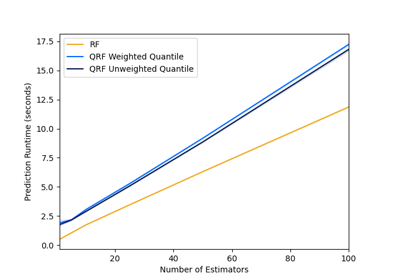 RF
QRF Weighted Quantile
QRF Unweighted Quantile
Prediction Runtime (seconds)
17.5
15.0
12.5
10.0
7.5
5.0
2.5
0.0
20 40 60 80 100
Number of Estimators